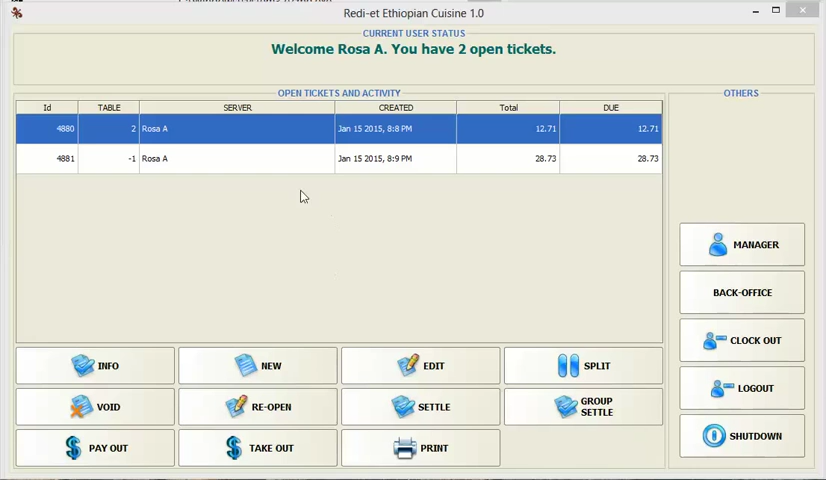 Redi-et Ethiopian Cuisine 1.0
CURRENT USER STATUS
Welcome Rosa A. You have 2 open tickets.
OPEN TICKETS AND ACTIVITY
Id TABLE SERVER CREATED Total DUE
4880 2 Rosa A Jan 15 2015, 8:8 PM 12.71 12.71
4881 -1 Rosa A Jan 15 2015, 8:9 PM 28.73 28.73
INFO NEW EDIT SPLIT
VOID RE-OPEN SETTLE GROUP SETTLE
PAY OUT TAKE OUT PRINT
OTHERS
MANAGER
BACK-OFFICE
CLOCK OUT
LOGOUT
SHUTDOWN